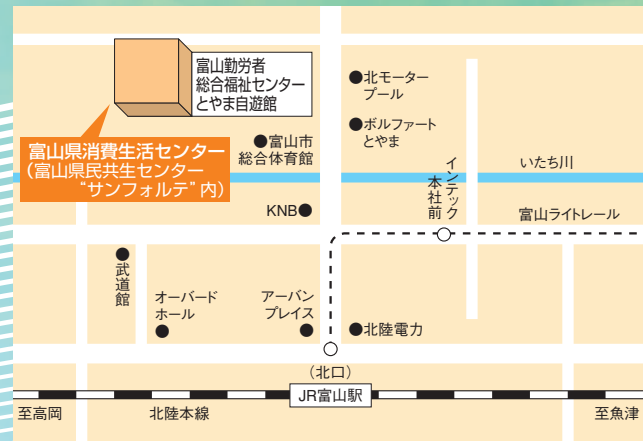 富山勤労者
総合福祉センター
とやま自遊館
●北モーター
プール
●ボルファート
とやま
富山県消費生活センター
(富山県民共生センター
“サンフォルテ”内)
●富山市
総合体育館
インテック
本社前
いたち川
KNB●
富山ライトレール
●武道館
オーバード
ホール
アーバン
プレイス
●北陸電力
(北口)
JR富山駅
至高岡
北陸本線
至魚津